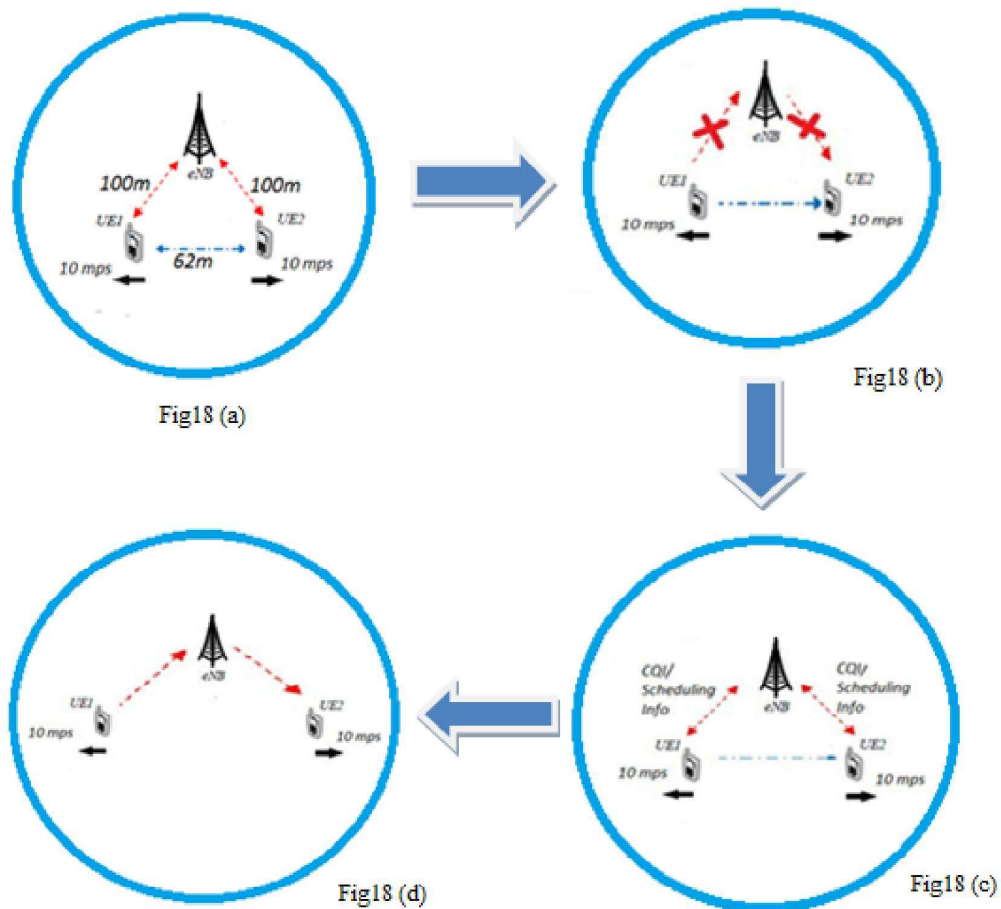 eNB
100m
100m
UE1
UE2
62m
10 mps
10 mps
Fig18 (a)
eNB
UE1
UE2
10 mps
10 mps
Fig18 (b)
eNB
UE1
UE2
10 mps
10 mps
Fig18 (d)
CQI/
Scheduling
Info
CQI/
Scheduling
Info
eNB
UE1
UE2
10 mps
10 mps
Fig18 (c)